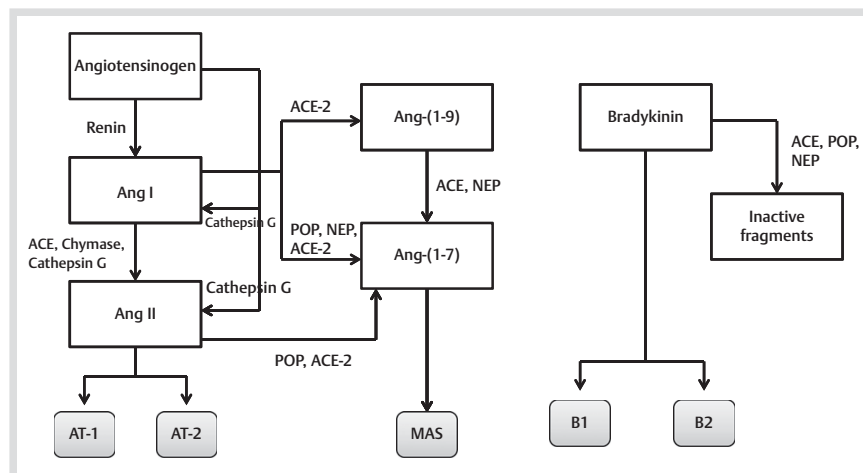 Angiotensinogen
Renin
Ang I
ACE, Chymase,
Cathepsin G
Ang II
AT-1
AT-2
Cathepsin G
Cathepsin G
ACE-2
Ang-(1-9)
ACE, NEP
POP, NEP,
ACE-2
Ang-(1-7)
POP, ACE-2
MAS
Bradykinin
ACE, POP,
NEP
Inactive
fragments
B1
B2